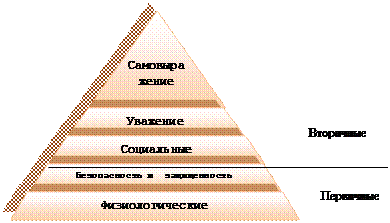 Самовыра
жение
Уважение
Социальные
Вторичные
Безопасность и защищенность
Физиологические
Первичные